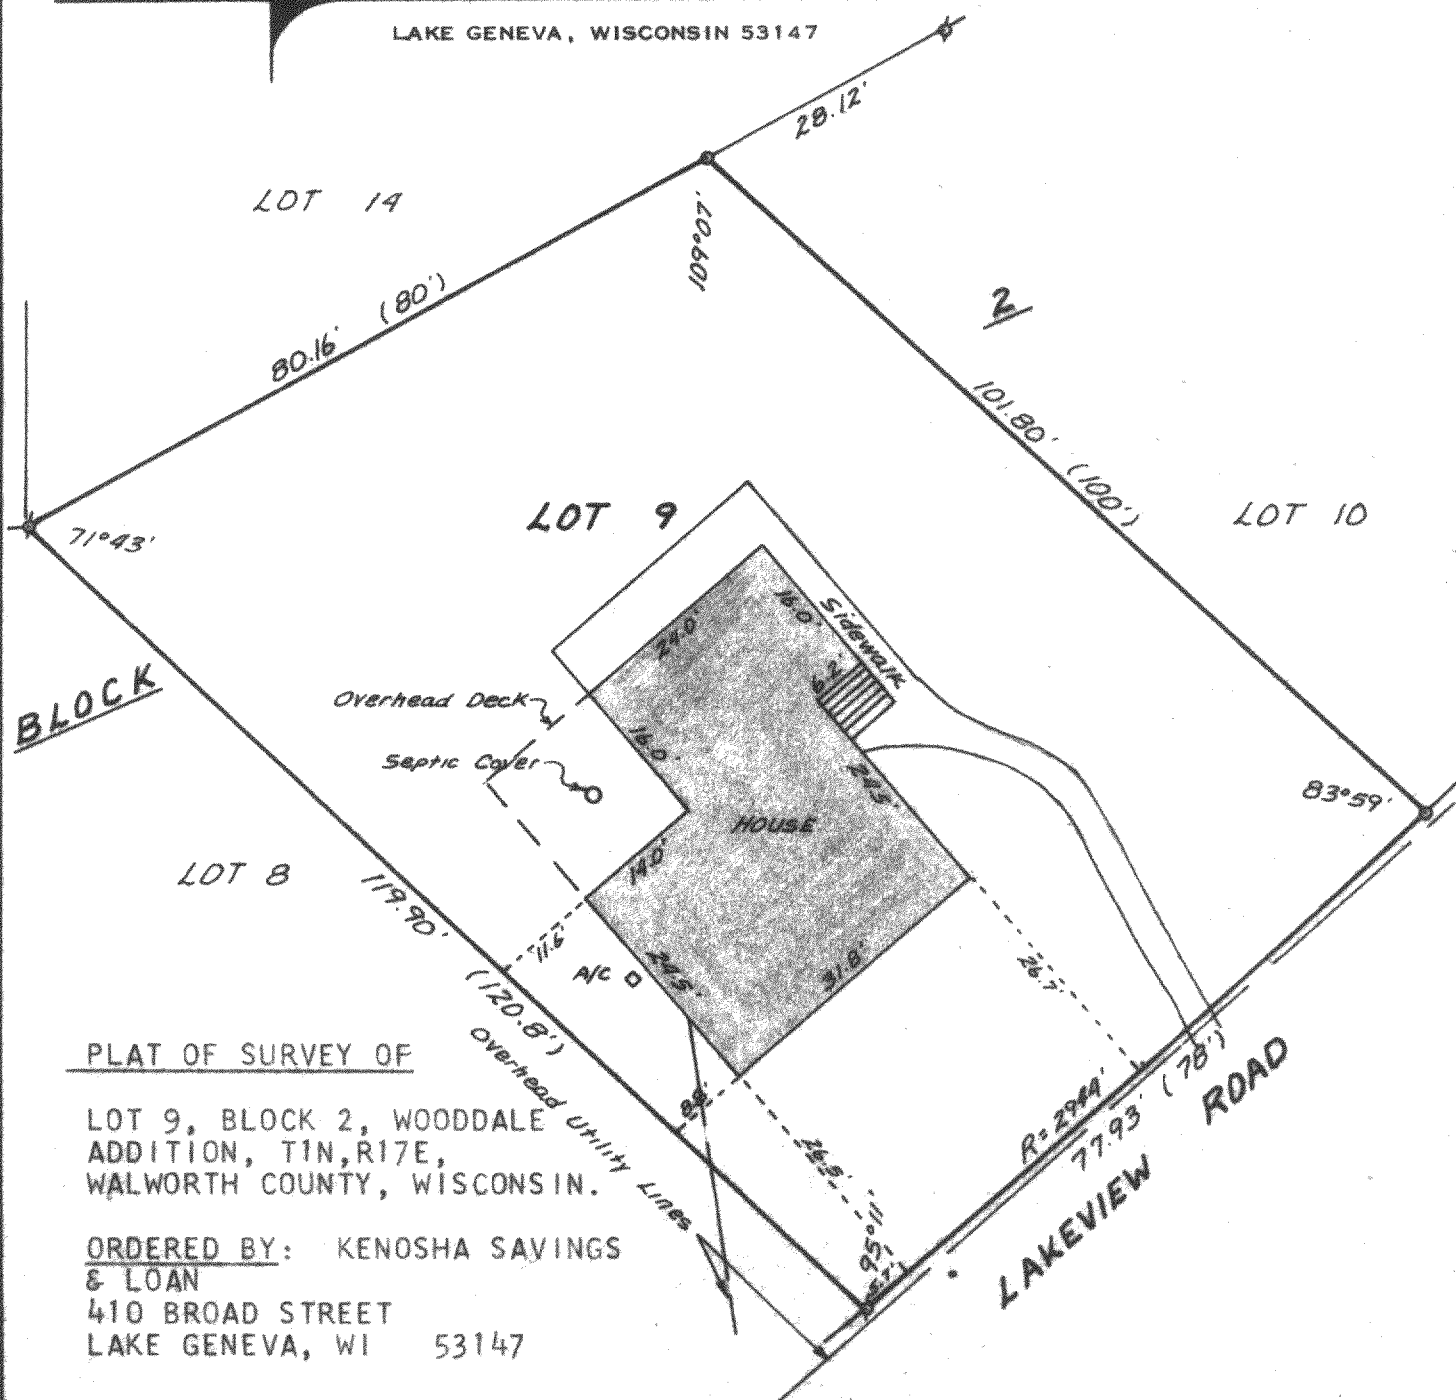 LAKE GENEVA, WISCONSIN 53147
28.12'
LOT 14
109°07'
80.16' (80')
2
101.80' (100')
LOT 9
LOT 10
71°43'
24.0'
16.0'
Sidewalk
BLOCK
Overhead Deck
16.0'
Septic Cover
24.5'
83°59'
HOUSE
LOT 8
14.0'
119.90'
(120.8')
11.6'
A/C
24.5'
31.8'
26.7'
Overhead Utility Lines
26.5'
R=2944'
77.93' (78')
LAKEVIEW ROAD
95°11'
PLAT OF SURVEY OF
LOT 9, BLOCK 2, WOODDALE
ADDITION, T1N,R17E,
WALWORTH COUNTY, WISCONSIN.
ORDERED BY: KENOSHA SAVINGS
& LOAN
410 BROAD STREET
LAKE GENEVA, WI 53147